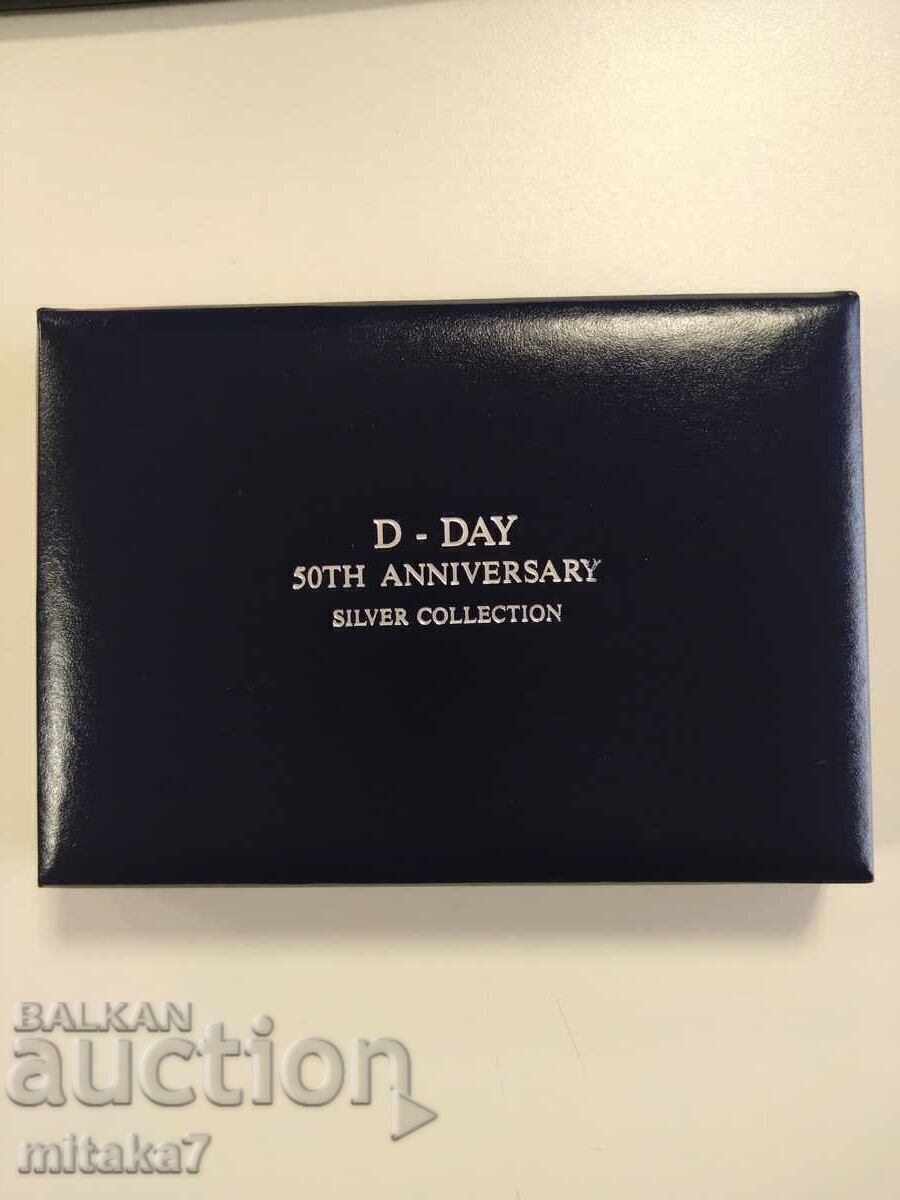 D - DAY
50TH ANNIVERSARY
SILVER COLLECTION
BALKAN
auction
mitaka7